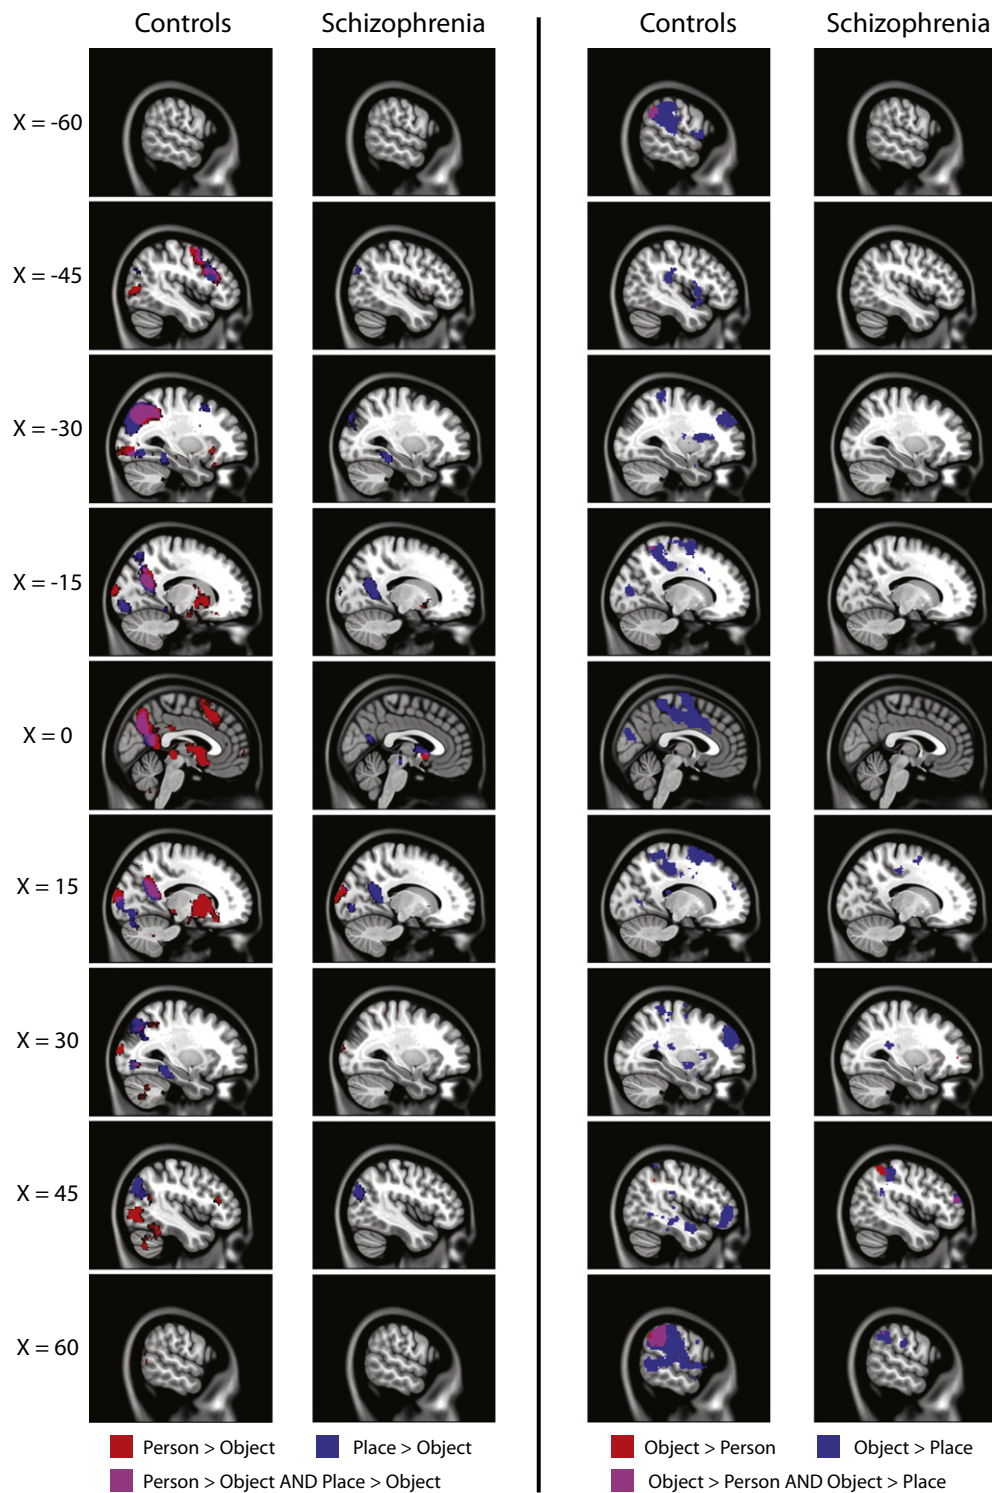 Controls Schizophrenia Controls Schizophrenia
X = -60
X = -45
X = -30
X = -15
X = 0
X = 15
X = 30
X = 45
X = 60
Person > Object Place > Object
Person > Object AND Place > Object
Object > Person Object > Place
Object > Person AND Object > Place